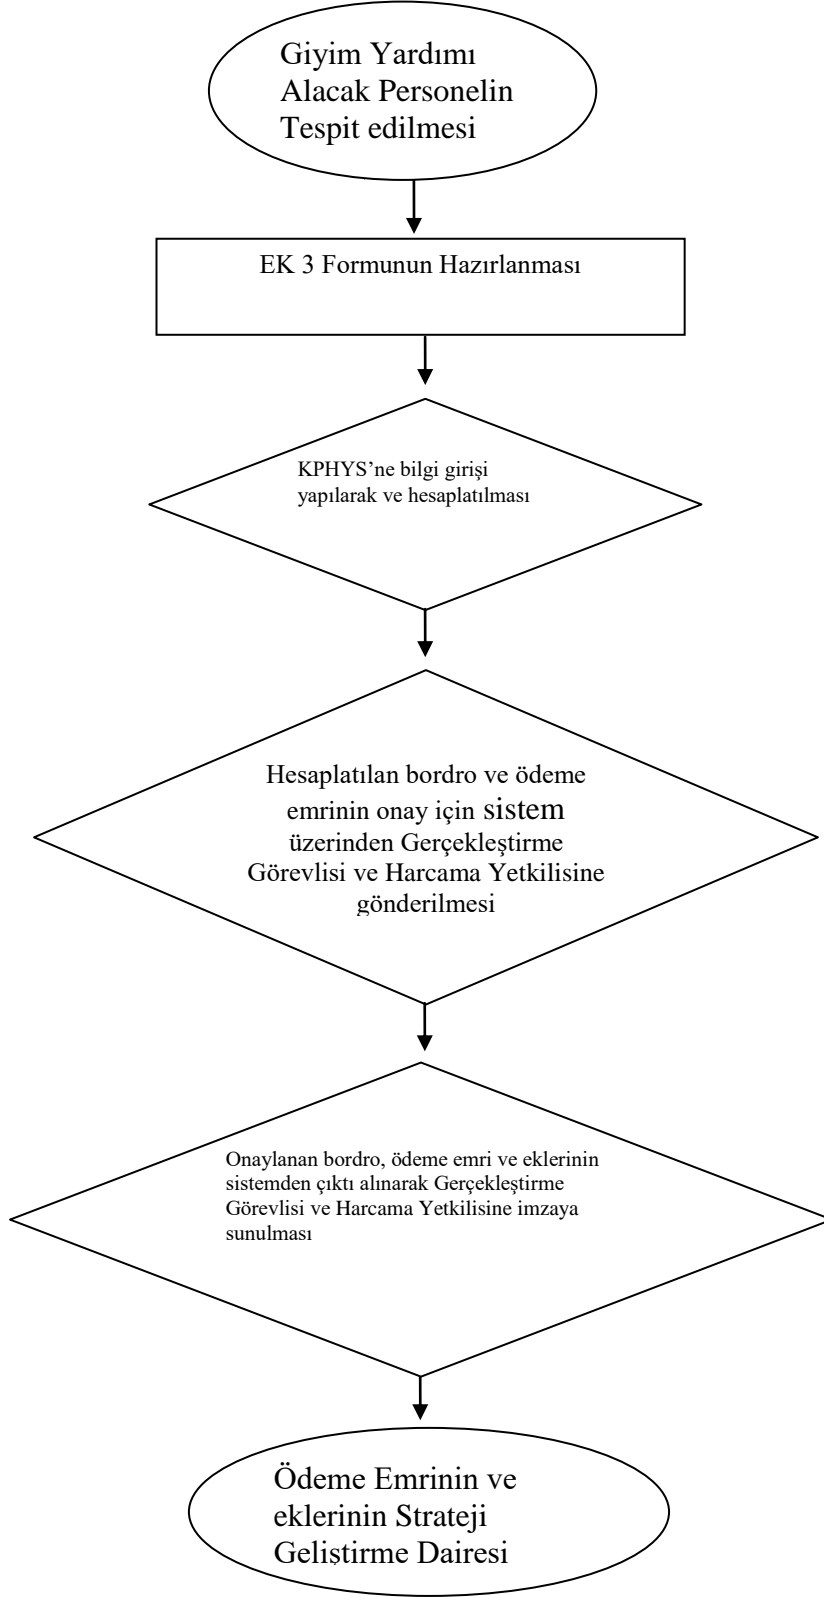 Giyim Yardımı
Alacak Personelin
Tespit edilmesi
EK 3 Formunun Hazırlanması
KPHYS’ne bilgi girişi
yapılarak ve hesaplatılması
Hesaplatılan bordro ve ödeme
emrinin onay için sistem
üzerinden Gerçekleştirme
Görevlisi ve Harcama Yetkilisine
gönderilmesi
Onaylanan bordro, ödeme emri ve eklerinin
sistemden çıktı alınarak Gerçekleştirme
Görevlisi ve Harcama Yetkilisine imzaya
sunulması
Ödeme Emrinin ve
eklerinin Strateji
Geliştirme Dairesi